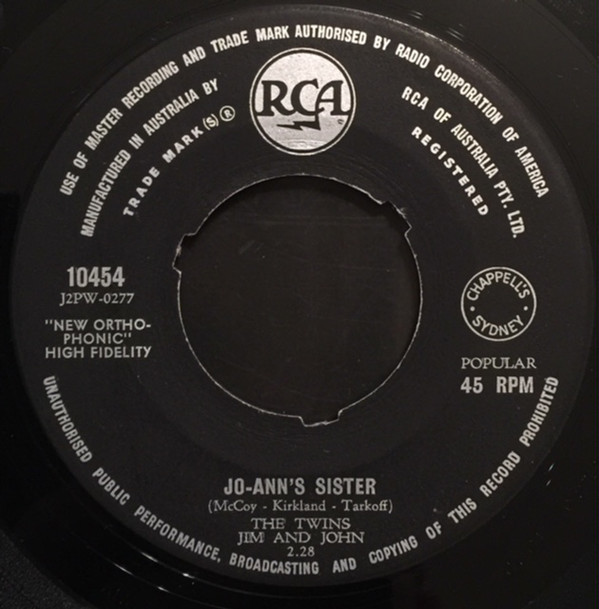 USE OF MASTER RECORDING AND TRADE MARK AUTHORISED BY RADIO CORPORATION OF AMERICA
MANUFACTURED IN AUSTRALIA BY RCA OF AUSTRALIA PTY. LTD.
TRADE MARK(S)® REGISTERED
RCA
10454
J2PW-0277
"NEW ORTHO-
PHONIC"
HIGH FIDELITY
CHAPPELL'S
• SYDNEY •
POPULAR
45 RPM
JO-ANN'S SISTER
(McCoy - Kirkland - Tarkoff)
THE TWINS
JIM AND JOHN
2.28
UNAUTHORISED PUBLIC PERFORMANCE, BROADCASTING AND COPYING OF THIS RECORD PROHIBITED